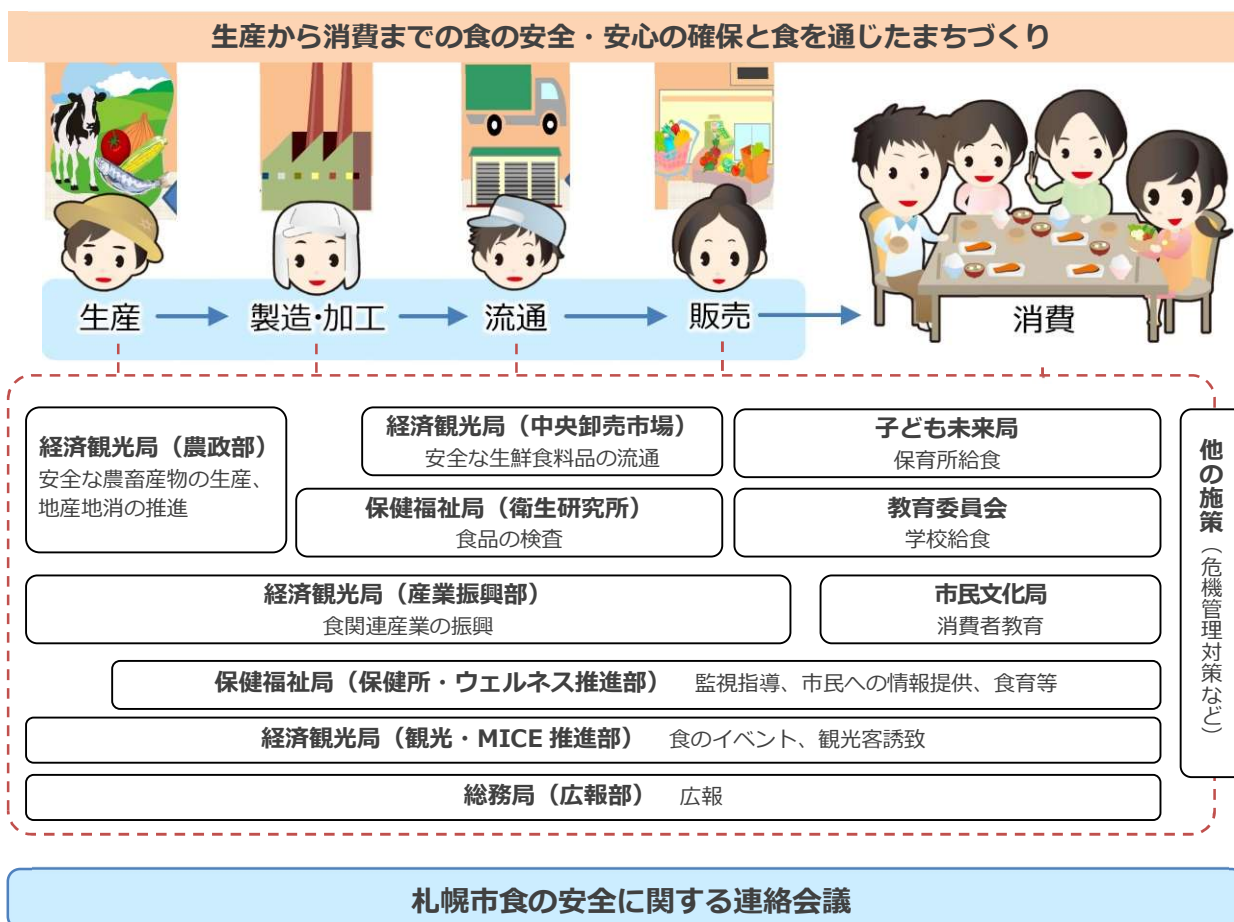 生産から消費までの食の安全・安心の確保と食を通じたまちづくり
生産
製造・加工
流通
販売
消費
経済観光局（農政部）
安全な農畜産物の生産、
地産地消の推進
経済観光局（中央卸売市場）
安全な生鮮食料品の流通
子ども未来局
保育所給食
保健福祉局（衛生研究所）
食品の検査
教育委員会
学校給食
経済観光局（産業振興部）
食関連産業の振興
市民文化局
消費者教育
保健福祉局（保健所・ウェルネス推進部） 監視指導、市民への情報提供、食育等
経済観光局（観光・MICE 推進部） 食のイベント、観光客誘致
総務局（広報部） 広報
他の施策（危機管理対策など）
札幌市食の安全に関する連絡会議